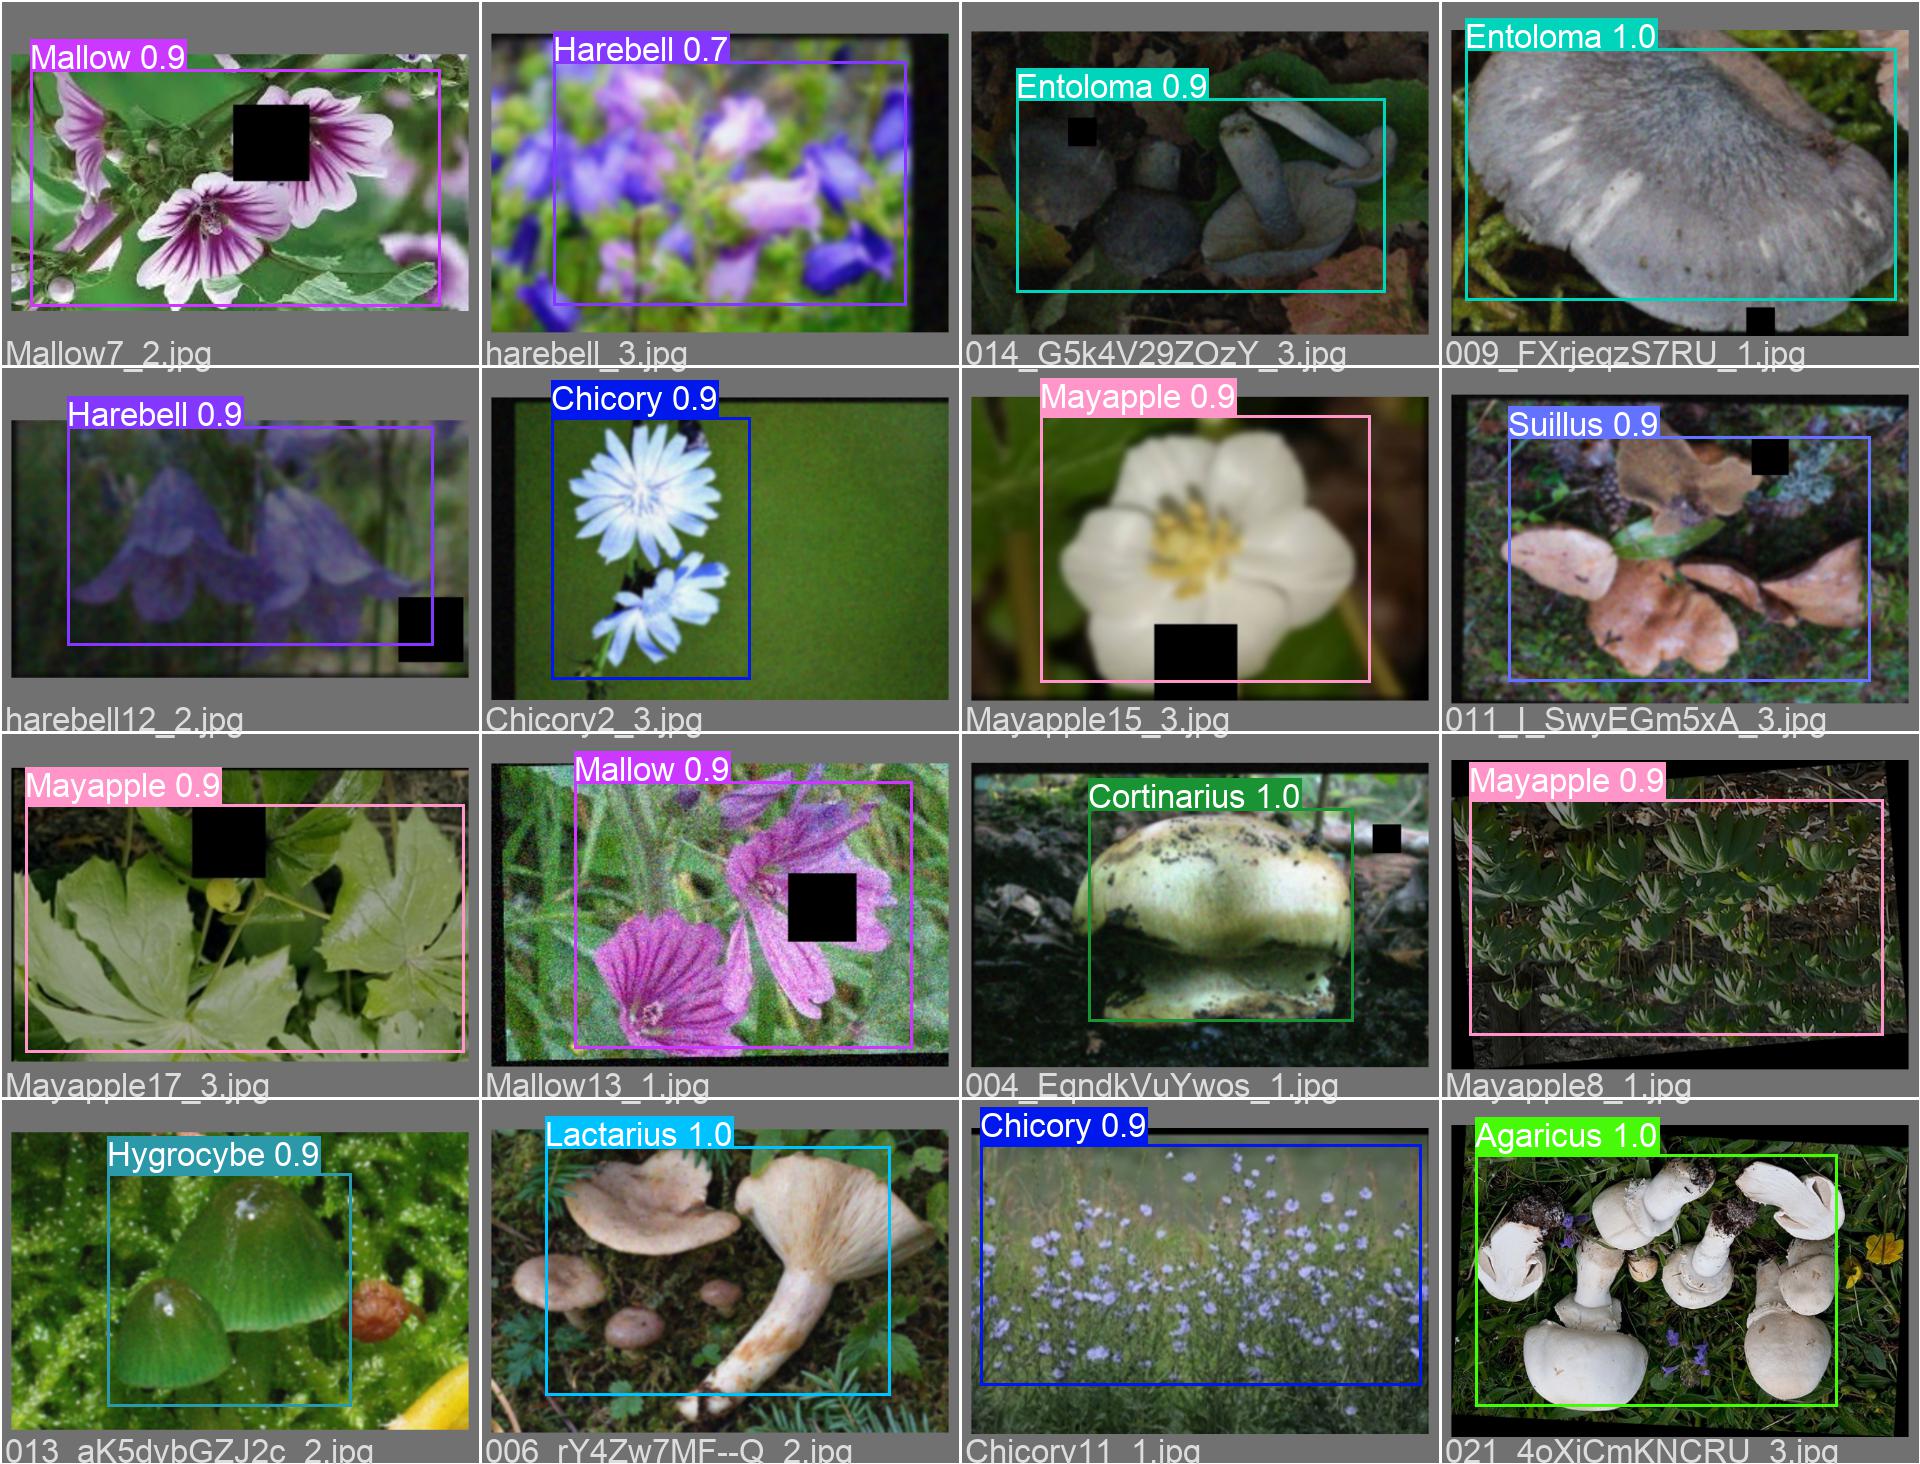 Mallow 0.9
Mallow7_2.jpg
Harebell 0.7
harebell_3.jpg
Entoloma 0.9
014_G5k4V29ZOzY_3.jpg
Entoloma 1.0
009_FXrjeqzS7RU_1.jpg
Harebell 0.9
harebell12_2.jpg
Chicory 0.9
Chicory2_3.jpg
Mayapple 0.9
Mayapple15_3.jpg
Suillus 0.9
011_I_SwyEGm5xA_3.jpg
Mayapple 0.9
Mayapple17_3.jpg
Mallow 0.9
Mallow13_1.jpg
Cortinarius 1.0
004_EqndkVuYwos_1.jpg
Mayapple 0.9
Mayapple8_1.jpg
Hygrocybe 0.9
013_aK5dvbGZJ2c_2.jpg
Lactarius 1.0
006_rY4Zw7MF--Q_2.jpg
Chicory 0.9
Chicory11_1.jpg
Agaricus 1.0
021_4oXjCmKNCRU_3.jpg